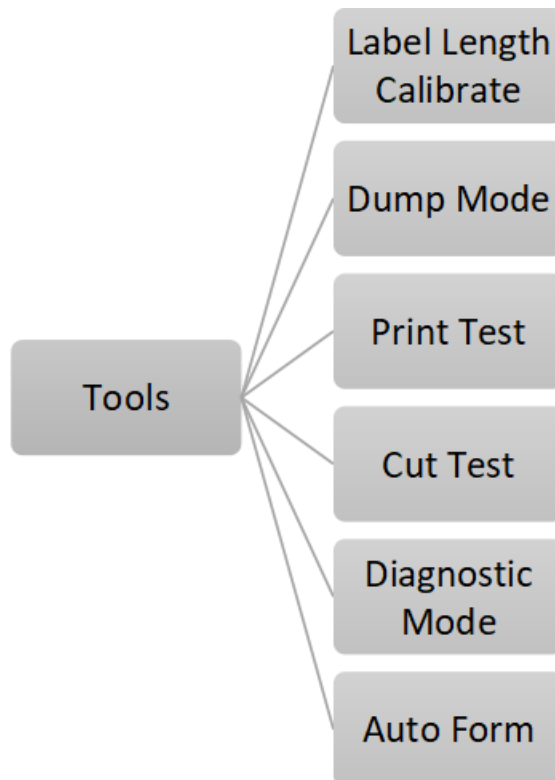 Label Length
Calibrate
Dump Mode
Print Test
Tools
Cut Test
Diagnostic
Mode
Auto Form